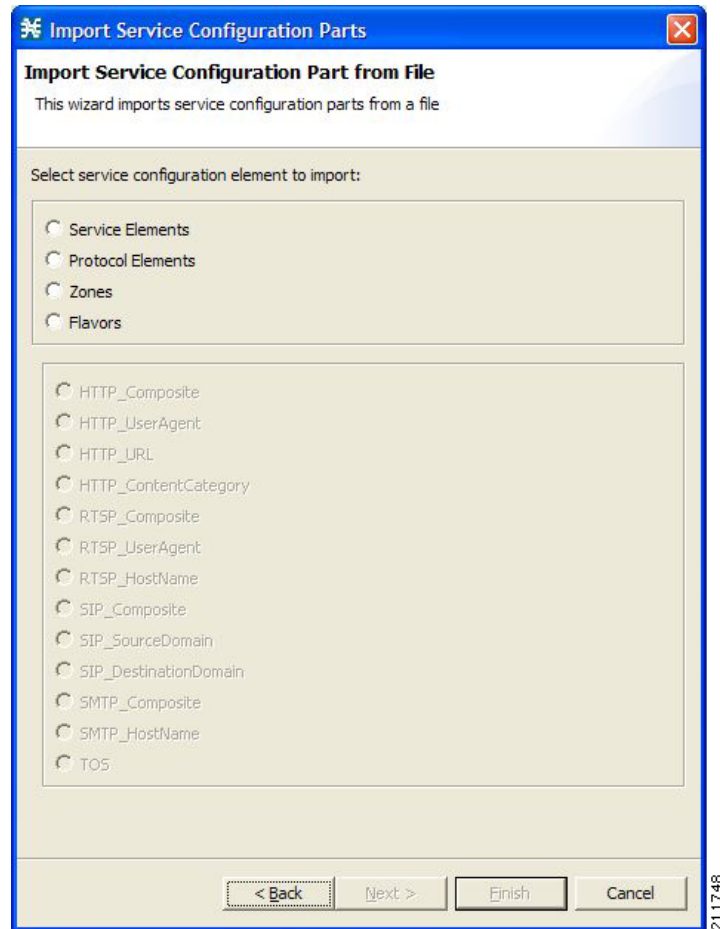 Import Service Configuration Parts
Import Service Configuration Part from File
This wizard imports service configuration parts from a file
Select service configuration element to import:
Service Elements
Protocol Elements
Zones
Flavors
HTTP_Composite
HTTP_UserAgent
HTTP_URL
HTTP_ContentCategory
RTSP_Composite
RTSP_UserAgent
RTSP_HostName
SIP_Composite
SIP_SourceDomain
SIP_DestinationDomain
SMTP_Composite
SMTP_HostName
TOS
< Back Next > Finish Cancel
211748